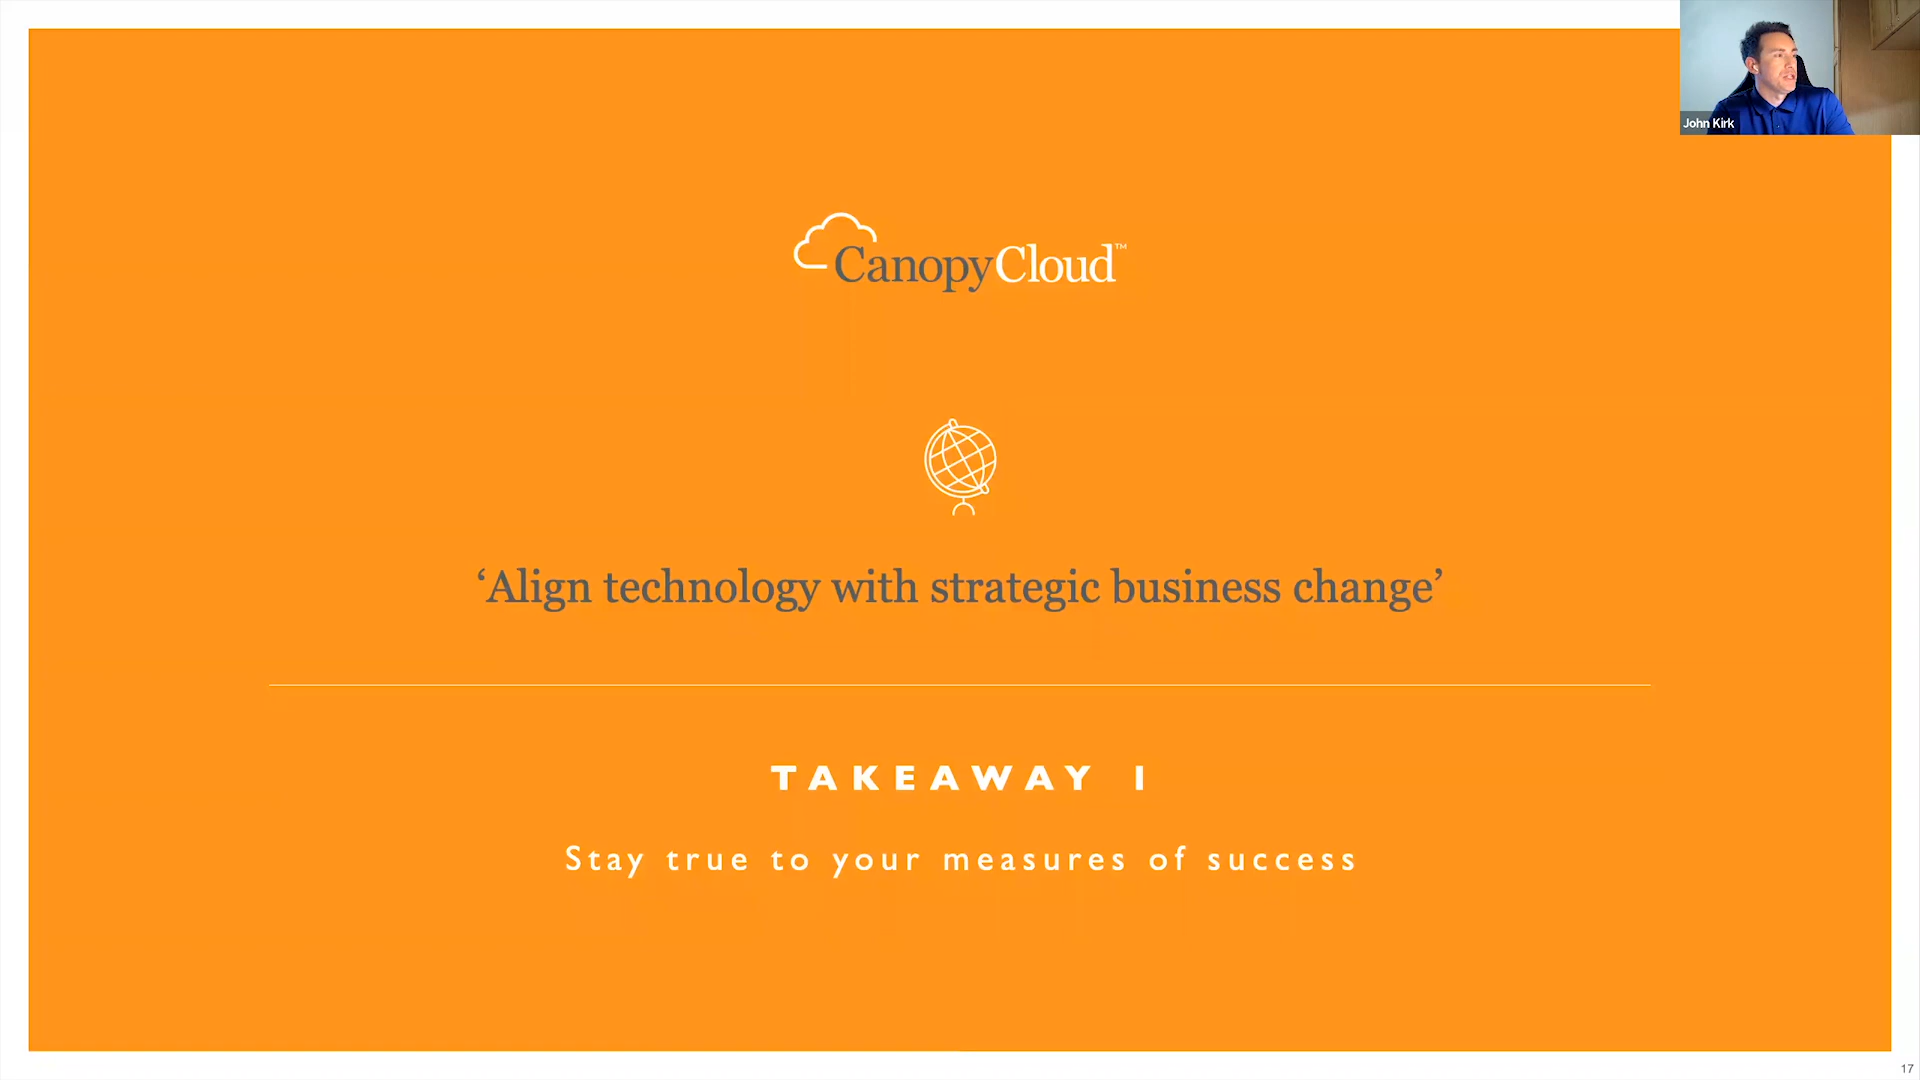 John Kirk
CanopyCloud™
‘Align technology with strategic business change’
TAKEAWAY 1
Stay true to your measures of success
17